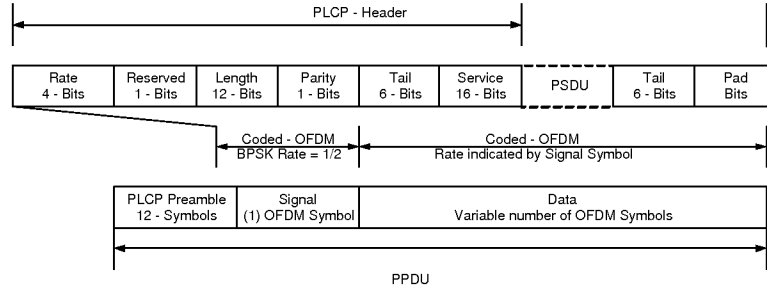 PLCP - Header
Rate Reserved Length Parity Tail Service PSDU Tail Pad
4 - Bits 1 - Bits 12 - Bits 1 - Bits 6 - Bits 16 - Bits 6 - Bits Bits
Coded - OFDM Coded - OFDM
BPSK Rate = 1/2 Rate indicated by Signal Symbol
PLCP Preamble Signal Data
12 - Symbols (1) OFDM Symbol Variable number of OFDM Symbols
PPDU